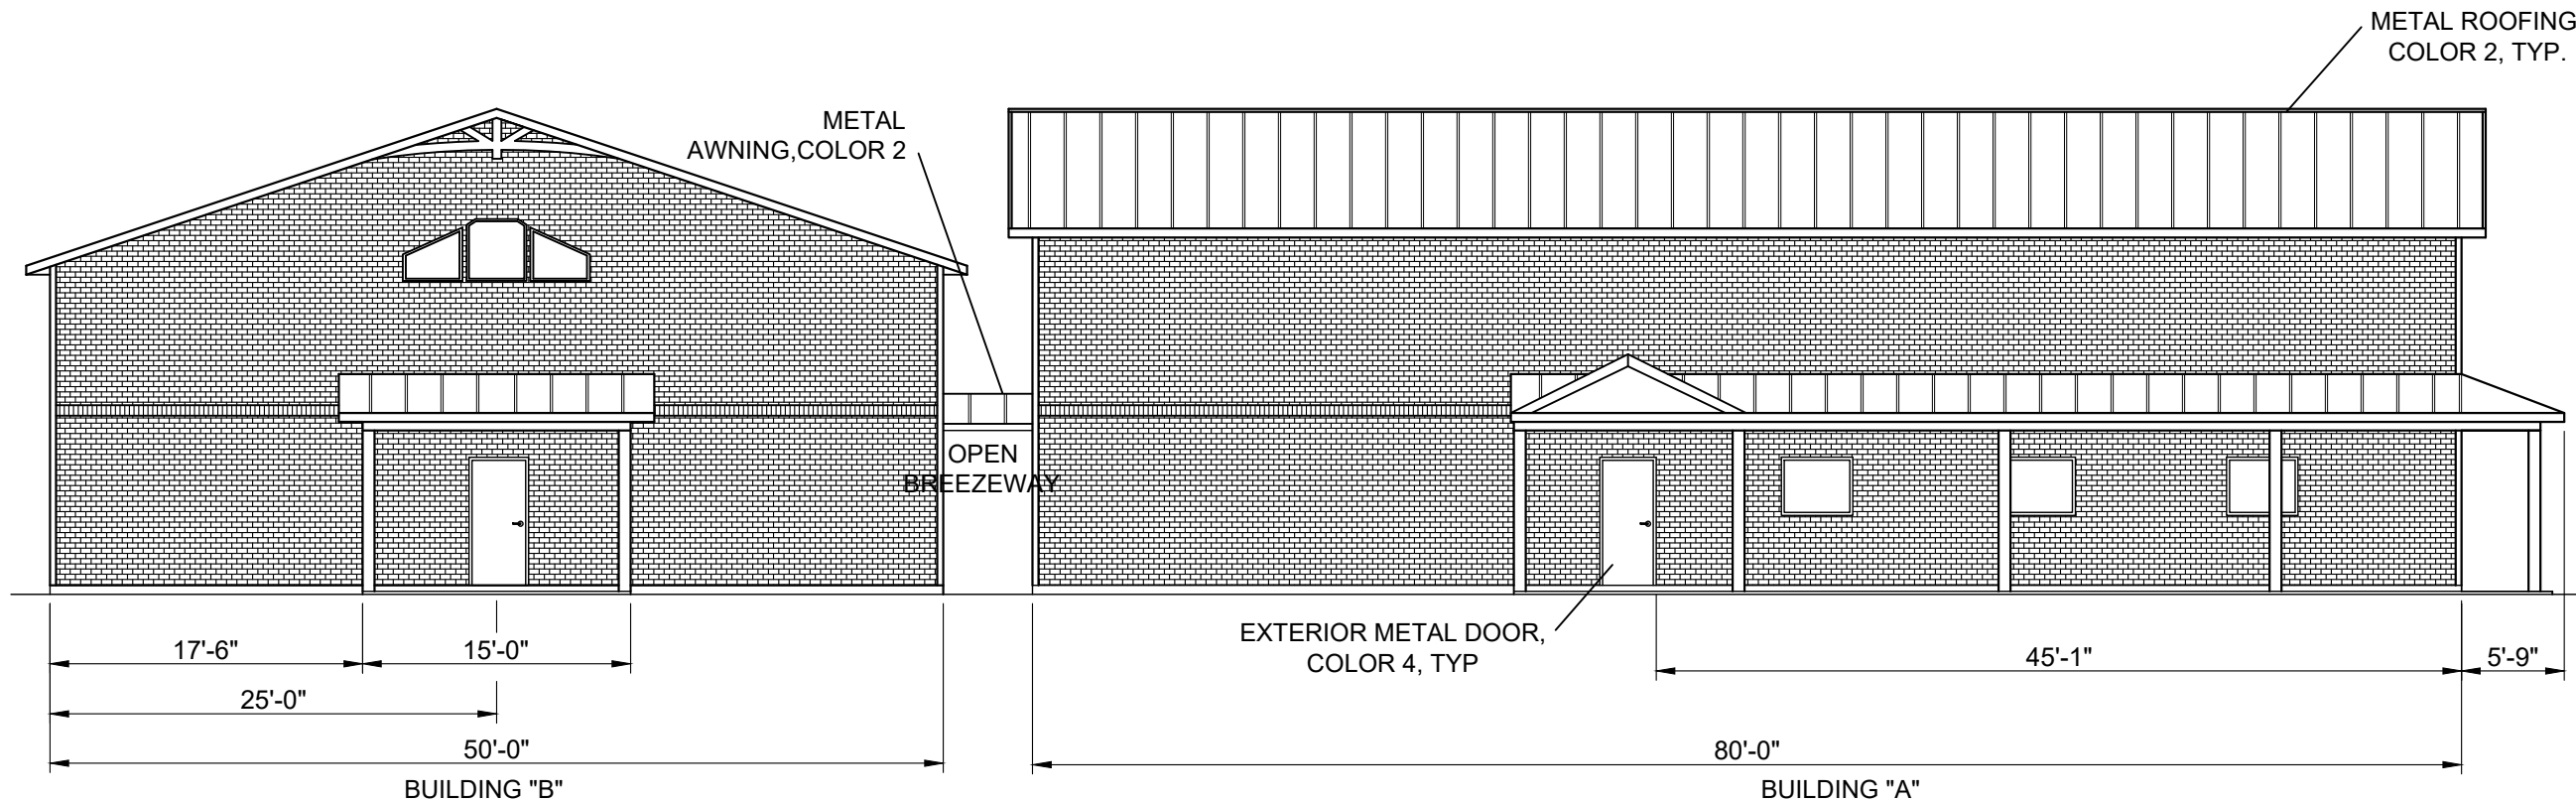 METAL ROOFING
COLOR 2, TYP.
METAL
AWNING,COLOR 2
OPEN
BREEZEWAY
EXTERIOR METAL DOOR,
COLOR 4, TYP
17'-6"
15'-0"
45'-1"
5'-9"
25'-0"
50'-0"
80'-0"
BUILDING "B"
BUILDING "A"